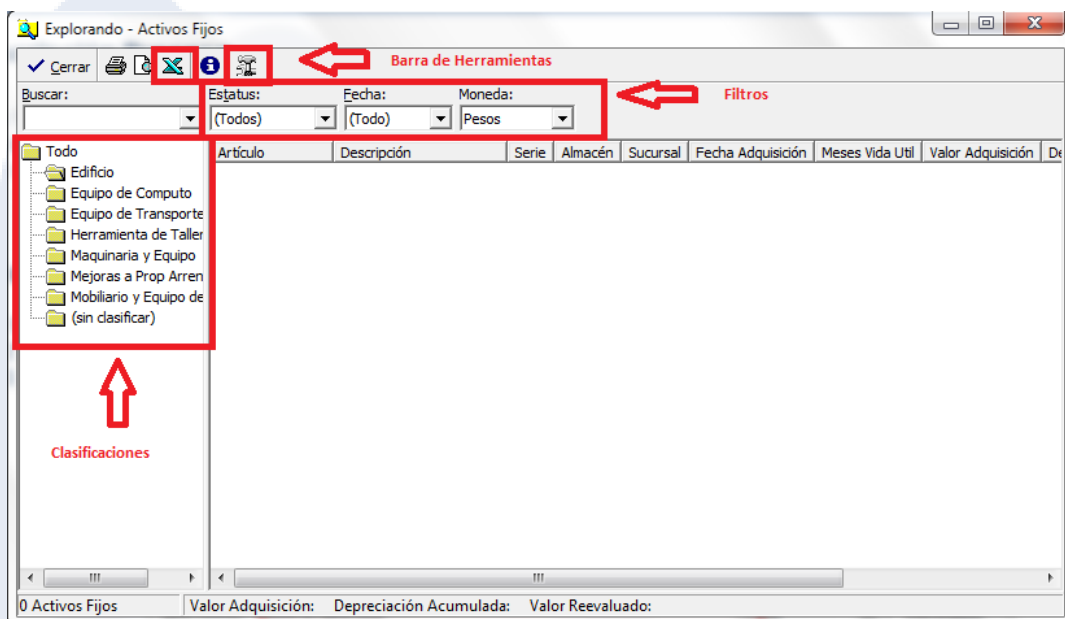 Explorando - Activos Fijos
Cerrar
Barra de Herramientas
Buscar: Estatus: Fecha: Moneda:
Filtros
(Todos) (Todo) Pesos
Artículo Descripción Serie Almacén Sucursal Fecha Adquisición Meses Vida Util Valor Adquisición
Todo
Edificio
Equipo de Computo
Equipo de Transporte
Herramienta de Taller
Maquinaria y Equipo
Mejoras a Prop Arren
Mobiliario y Equipo de
(sin clasificar)
Clasificaciones
0 Activos Fijos Valor Adquisición: Depreciación Acumulada: Valor Reevaluado: